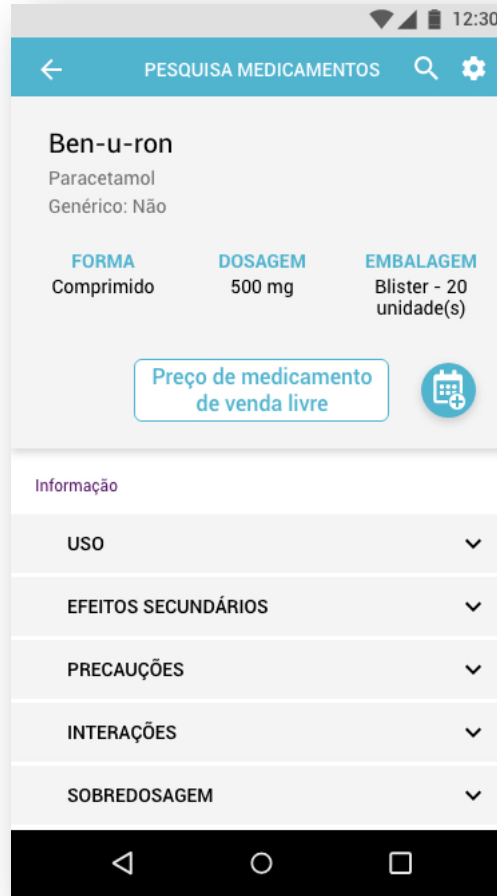 12:30
PESQUISA MEDICAMENTOS
Ben-u-ron
Paracetamol
Genérico: Não
FORMA DOSAGEM EMBALAGEM
Comprimido 500 mg Blister - 20
unidade(s)
Preço de medicamento
de venda livre
Informação
USO
EFEITOS SECUNDÁRIOS
PRECAUÇÕES
INTERAÇÕES
SOBREDOSAGEM